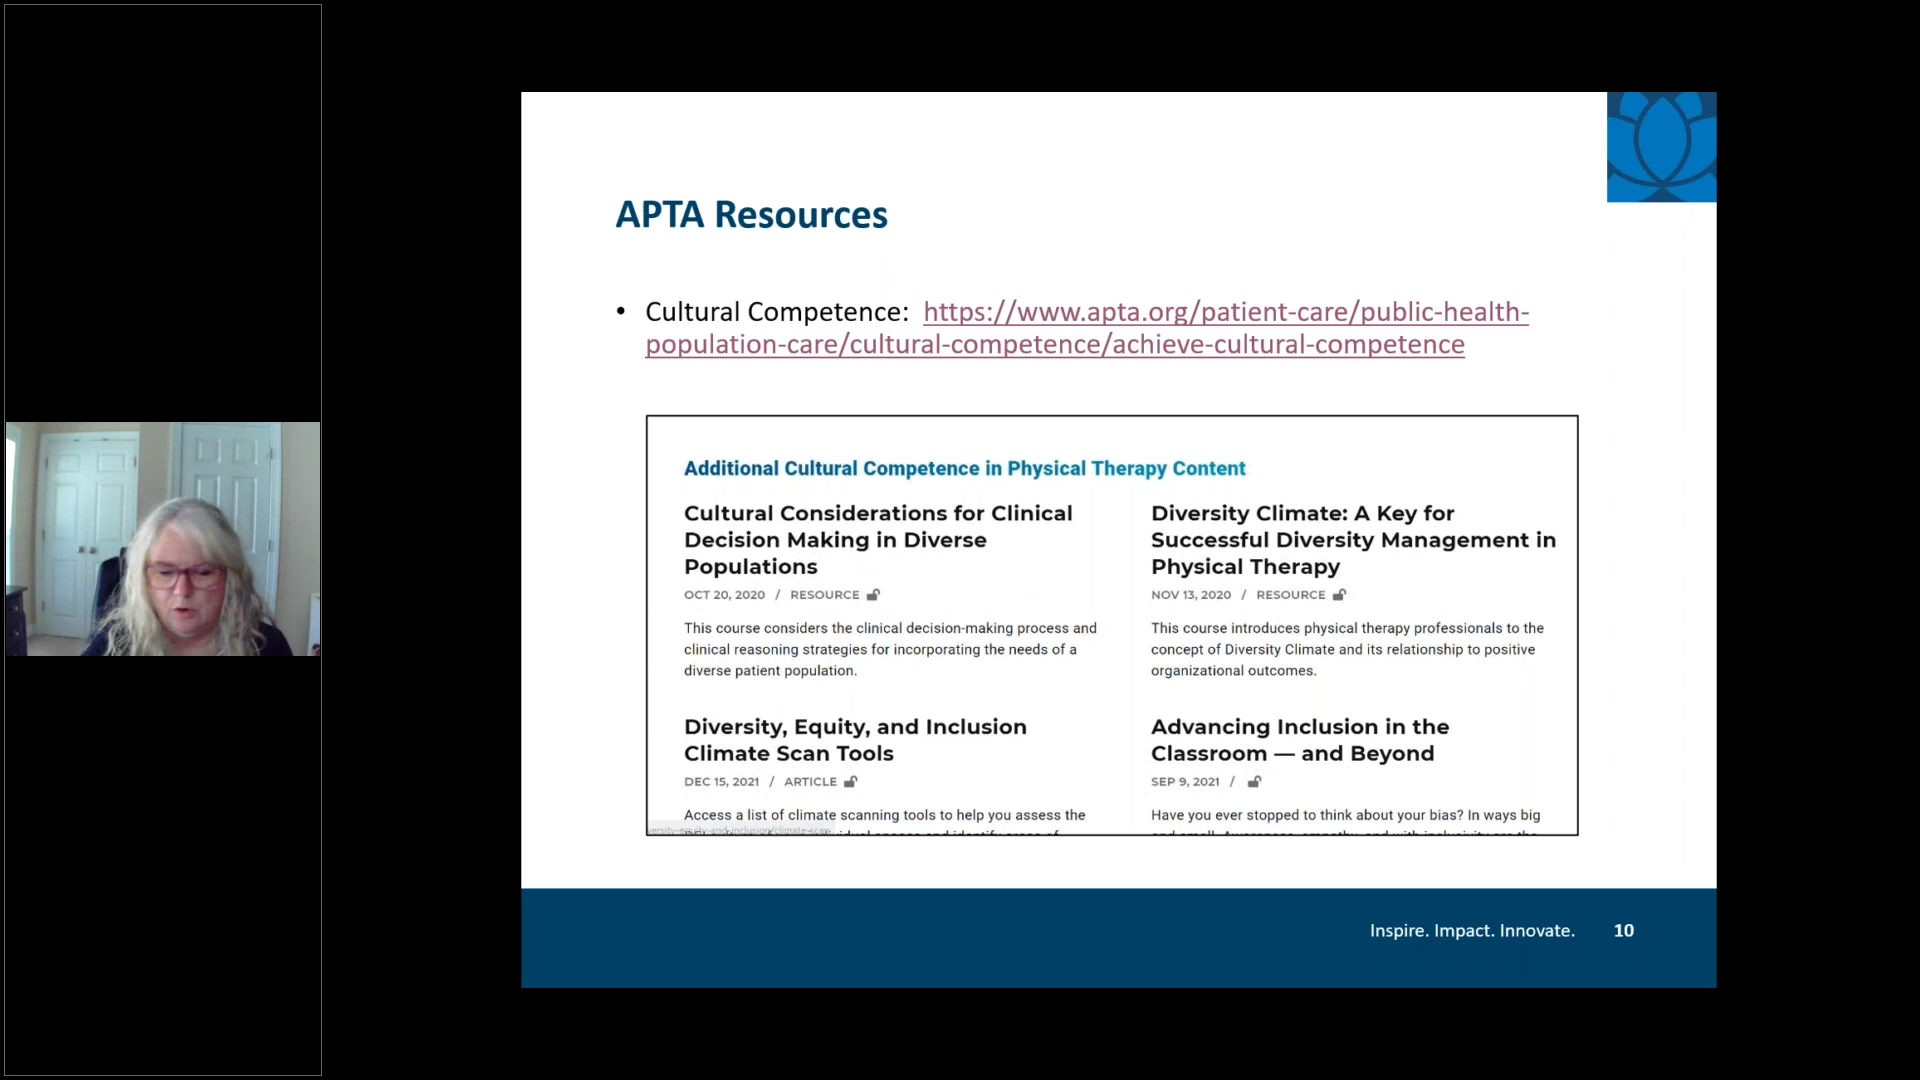 APTA Resources
• Cultural Competence: https://www.apta.org/patient-care/public-health-
population-care/cultural-competence/achieve-cultural-competence
Additional Cultural Competence in Physical Therapy Content
Cultural Considerations for Clinical
Decision Making in Diverse
Populations
OCT 20, 2020 / RESOURCE
This course considers the clinical decision-making process and
clinical reasoning strategies for incorporating the needs of a
diverse patient population.
Diversity Climate: A Key for
Successful Diversity Management in
Physical Therapy
NOV 13, 2020 / RESOURCE
This course introduces physical therapy professionals to the
concept of Diversity Climate and its relationship to positive
organizational outcomes.
Diversity, Equity, and Inclusion
Climate Scan Tools
DEC 15, 2021 / ARTICLE
Access a list of climate scanning tools to help you assess the
Advancing Inclusion in the
Classroom — and Beyond
SEP 9, 2021 /
Have you ever stopped to think about your bias? In ways big
Inspire. Impact. Innovate. 10